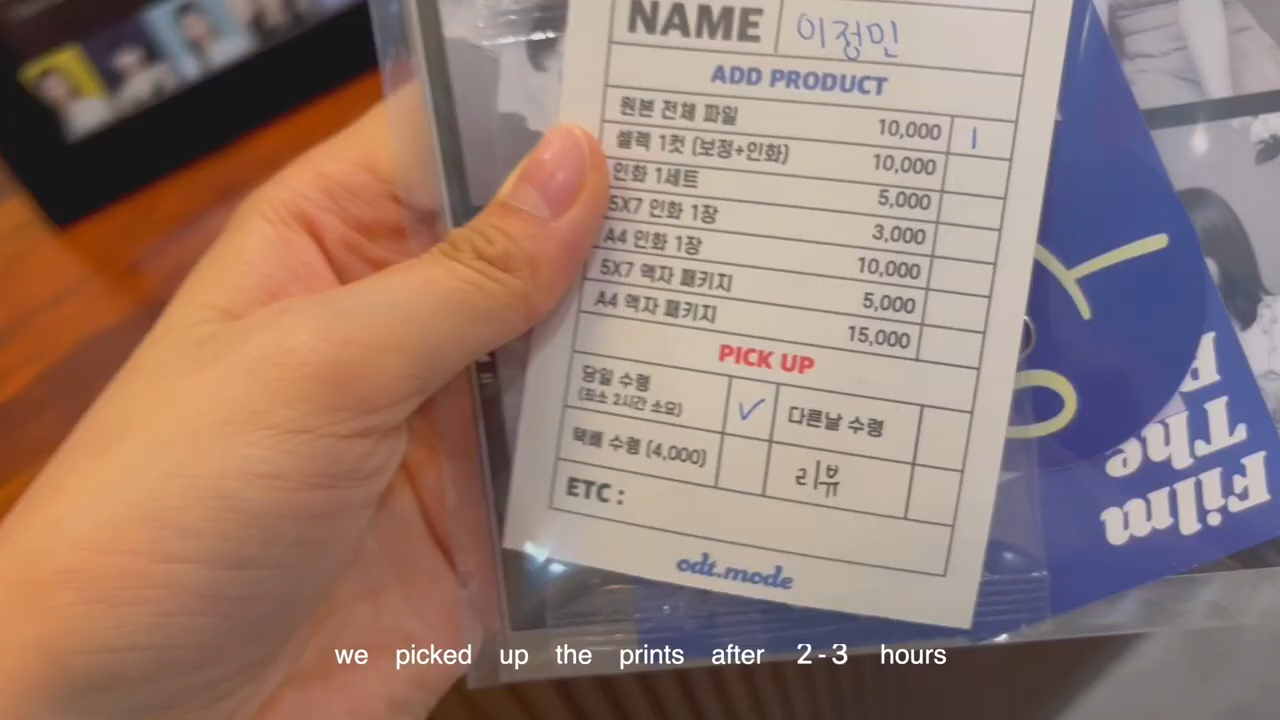 NAME 이정민
ADD PRODUCT
원본 전체 파일 10,000 1
셀렉 1컷 (보정+인화) 10,000
인화 1세트 5,000
5X7 인화 1장 3,000
A4 인화 1장 10,000
5X7 액자 패키지 5,000
A4 액자 패키지 15,000
PICK UP
당일 수령 ✓ 다른날 수령
(최소 2시간 소요)
택배 수령 (4,000) 리뷰
ETC :
odt.mode
Film
The
we picked up the prints after 2-3 hours